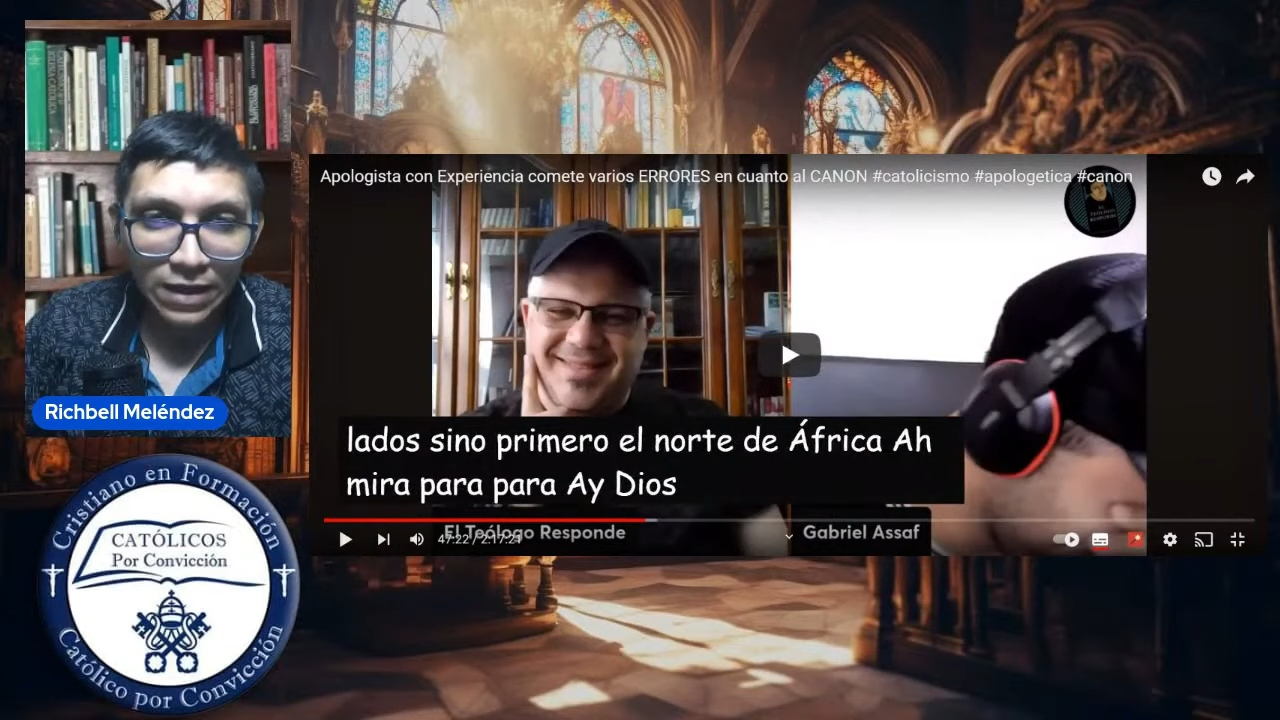 Apologista con Experiencia comete varios ERRORES en cuanto al CANON #catolicismo #apologetica #canon
Richbell Meléndez
lados sino primero el norte de África Ah
mira para para Ay Dios
El Teólogo Responde
Gabriel Assaf
47:22 / 2:17:21
Cristiano en Formación
CATÓLICOS
Por Convicción
Católico por Convicción